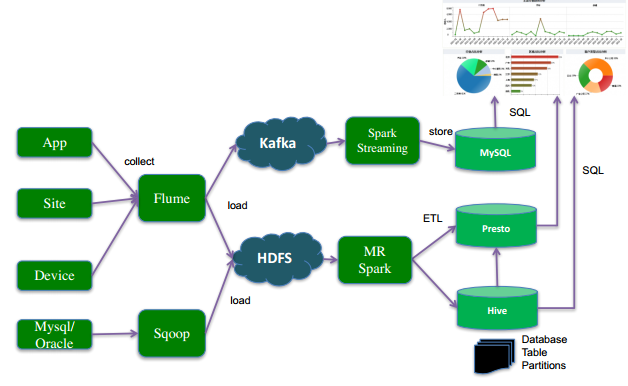 App
Site
Device
Mysql/
Oracle
collect
Flume
Sqoop
load
load
Kafka
HDFS
Spark
Streaming
MR
Spark
store
ETL
MySQL
Presto
Hive
SQL
SQL
Database
Table
Partitions